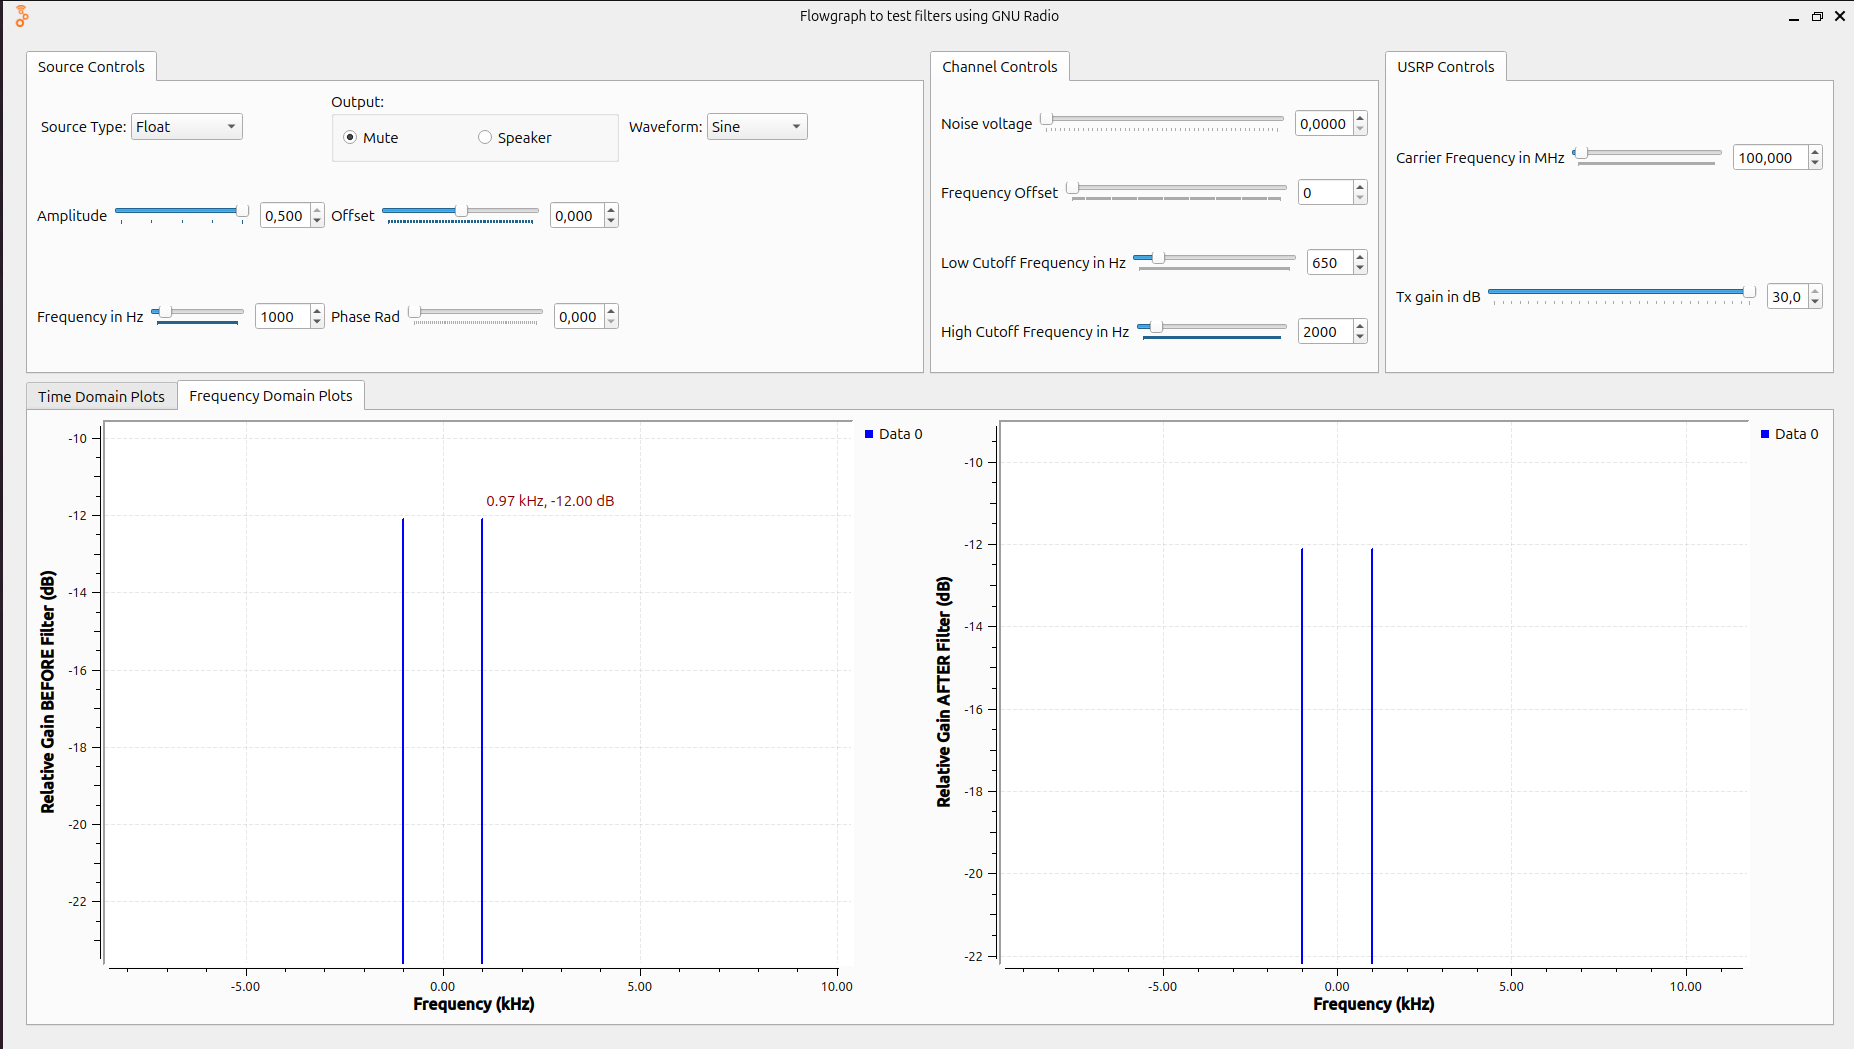 Flowgraph to test filters using GNU Radio
Source Controls
Source Type: Float
Output:
Mute
Speaker
Waveform: Sine
Amplitude 0,500
Offset 0,000
Frequency in Hz 1000
Phase Rad 0,000
Channel Controls
Noise voltage 0,0000
Frequency Offset 0
Low Cutoff Frequency in Hz 650
High Cutoff Frequency in Hz 2000
USRP Controls
Carrier Frequency in MHz 100,000
Tx gain in dB 30,0
Time Domain Plots
Frequency Domain Plots
Relative Gain BEFORE Filter (dB)
-10
-12
-14
-16
-18
-20
-22
0.97 kHz, -12.00 dB
Data 0
-5.00 0.00 5.00 10.00
Frequency (kHz)
Relative Gain AFTER Filter (dB)
-10
-12
-14
-16
-18
-20
-22
Data 0
-5.00 0.00 5.00 10.00
Frequency (kHz)